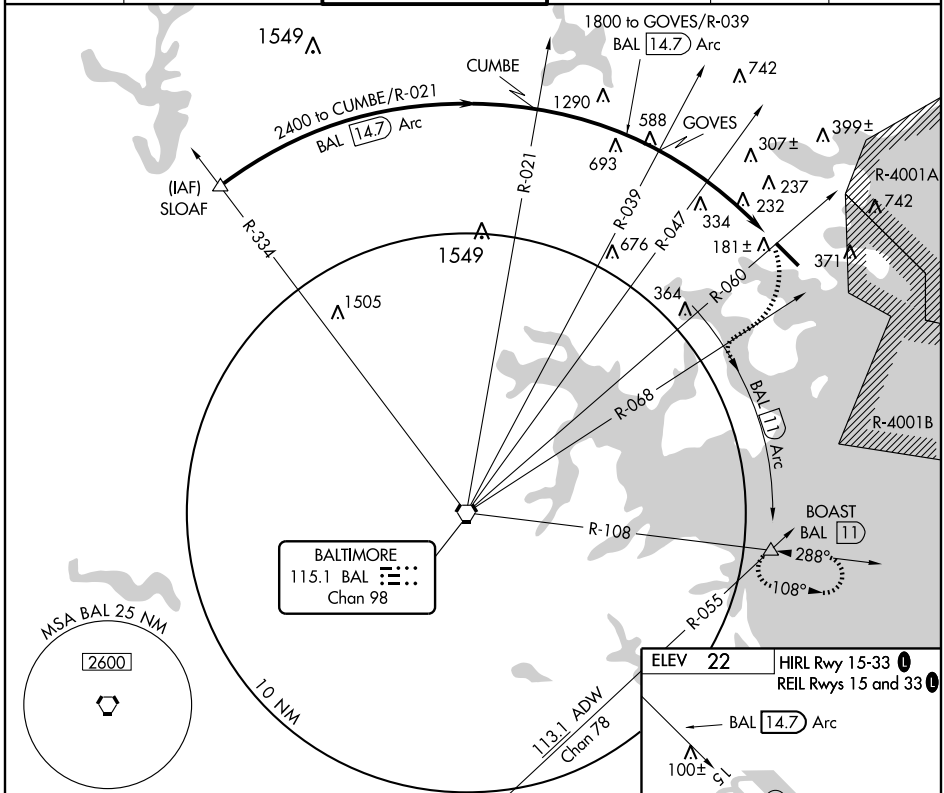 1800 to GOVES/R-039
BAL 14.7 Arc
1549
CUMBE
742
2400 to CUMBE/R-021
BAL 14.7 Arc
1290
588
GOVES
693
307±
399±
R-4001A
(IAF)
SLOAF
R-021
237
232
742
R-039
334
R-334
R-047
1549
676
181±
371
R-060
1505
364
R-068
BAL 11 Arc
R-4001B
BOAST
BAL 11
R-108
288°
108°
BALTIMORE
115.1 BAL
Chan 98
R-055
MSA BAL 25 NM
2600
10 NM
113.1 ADW
Chan 78
ELEV 22
HIRL Rwy 15-33 L
REIL Rwys 15 and 33 L
BAL 14.7 Arc
100±
15